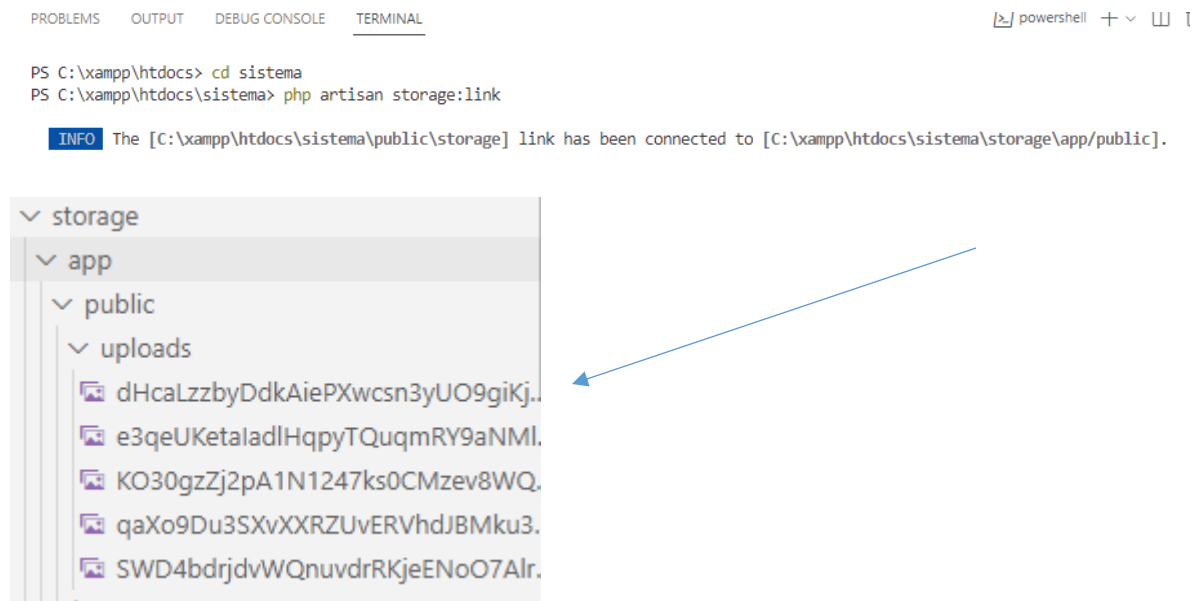 PROBLEMS OUTPUT DEBUG CONSOLE TERMINAL powershell
PS C:\xampp\htdocs> cd sistema
PS C:\xampp\htdocs\sistema> php artisan storage:link
INFO The [C:\xampp\htdocs\sistema\public\storage] link has been connected to [C:\xampp\htdocs\sistema\storage\app/public].
storage
app
public
uploads
dHcaLzzbyDdkAiePXwcsn3yUO9giKj..
e3qeUKetaIadlHqpyTQuqmRY9aNMl.
KO30gzZj2pA1N1247ks0CMzev8WQ.
qaXo9Du3SXvXXRZUvERVhdJBMku3.
SWD4bdrjdvWQnuvdrRKjeENoO7Alr.